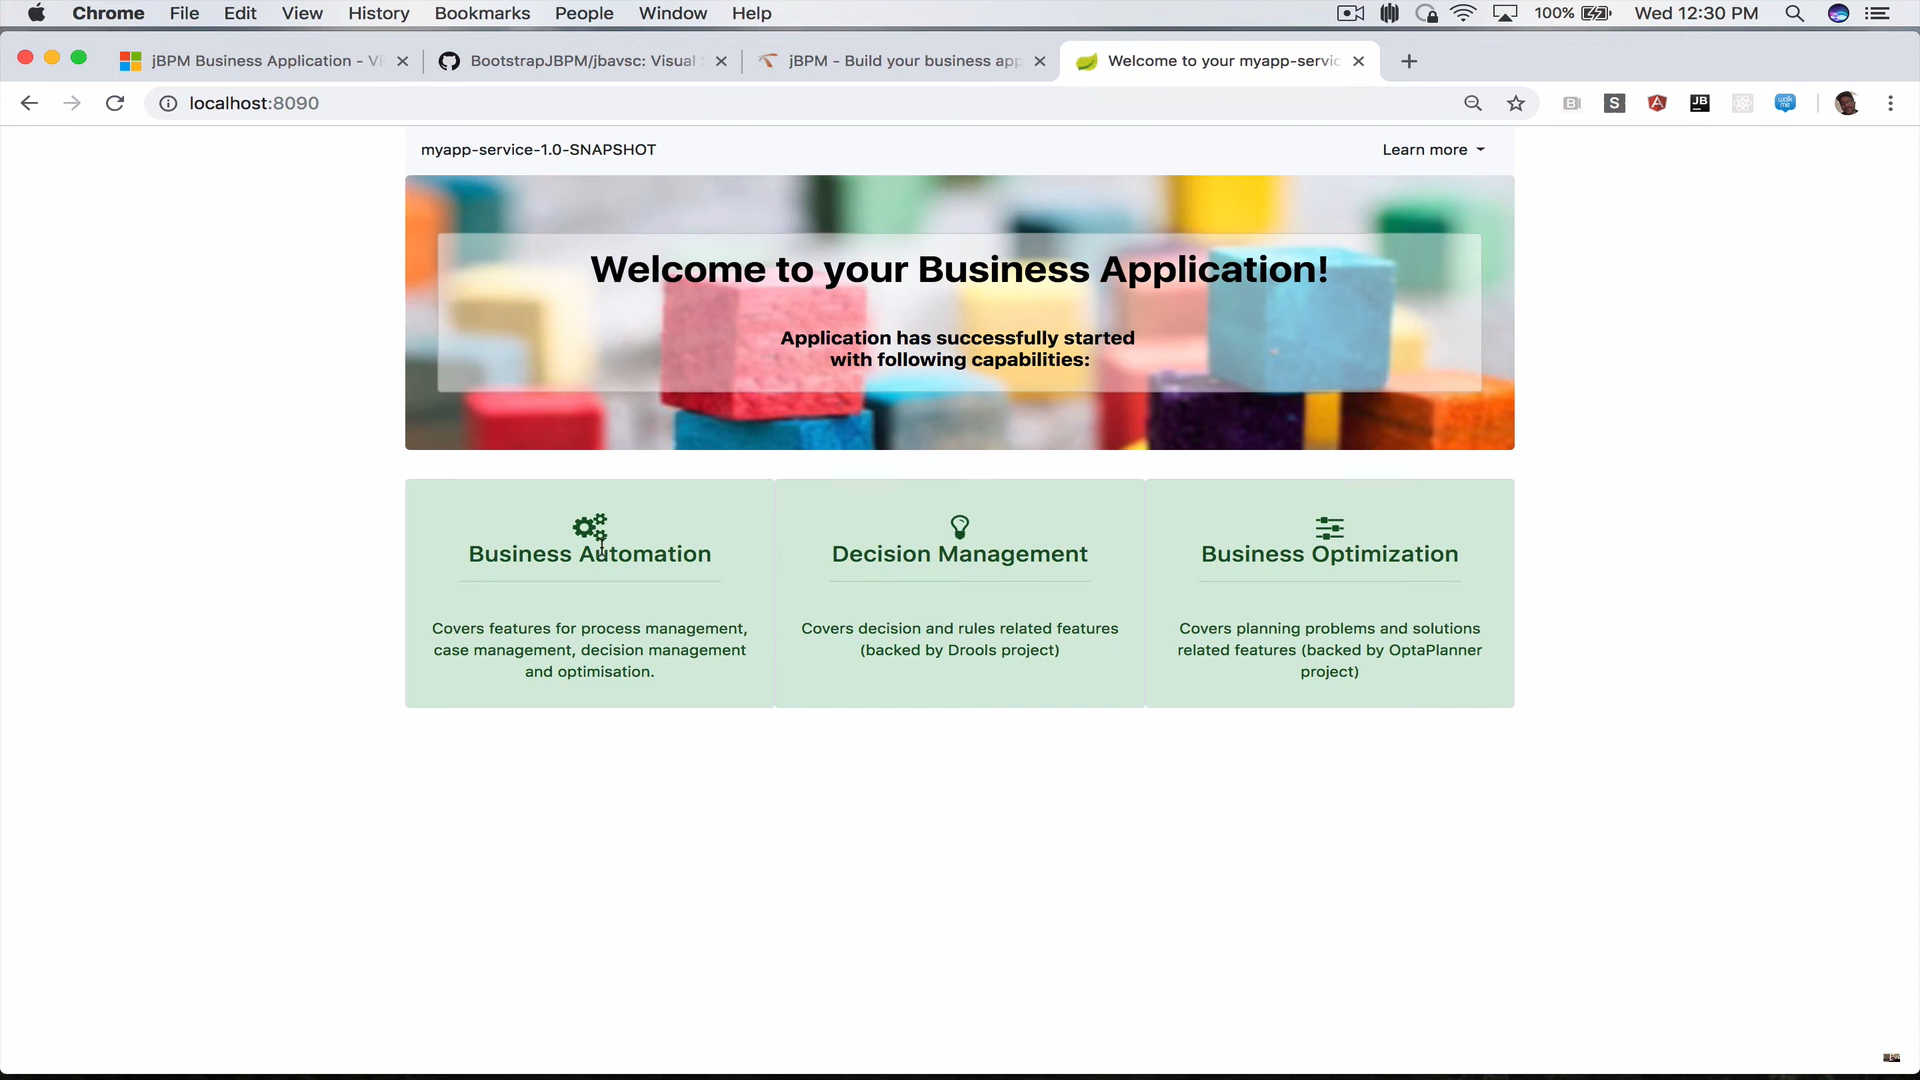 Chrome File Edit View History Bookmarks People Window Help 100% Wed 12:30 PM
jBPM Business Application - Vi BootstrapJBPM/jbavsc: Visual jBPM - Build your business app Welcome to your myapp-servic
localhost:8090
myapp-service-1.0-SNAPSHOT Learn more
Welcome to your Business Application!
Application has successfully started
with following capabilities:
Business Automation
Covers features for process management,
case management, decision management
and optimisation.
Decision Management
Covers decision and rules related features
(backed by Drools project)
Business Optimization
Covers planning problems and solutions
related features (backed by OptaPlanner
project)